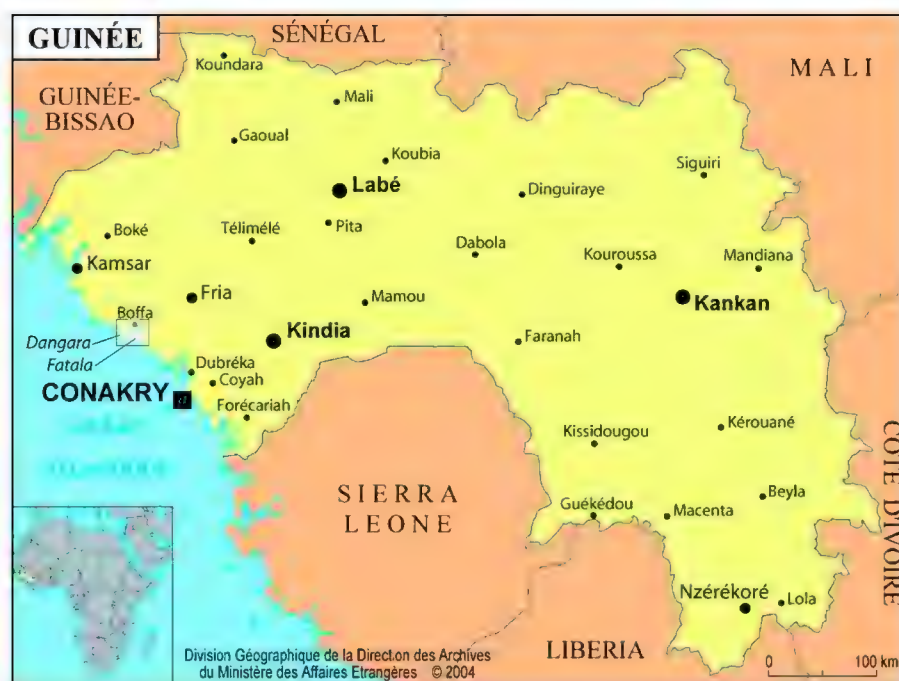 GUINÉE
SÉNÉGAL
MALI
GUINÉE-
BISSAO
Koundara
Mali
Gaoual
Koubia
Siguiri
Labé
Dinguiraye
Boké
Télimélé
Pita
Dabola
Kouroussa
Mandiana
Kamsar
Fria
Mamou
Kankan
Boffa
Dangara
Fatala
Kindia
Faranah
Dubréka
Coyah
CONAKRY
Forécariah
Kissidougou
Kérouané
SIERRA
LEONE
Guékédou
Macenta
Beyla
CÔTE D'IVOIRE
Nzérékoré
Lola
LIBERIA
Division Géographique de la Direction des Archives
du Ministère des Affaires Etrangères © 2004
0 100 km